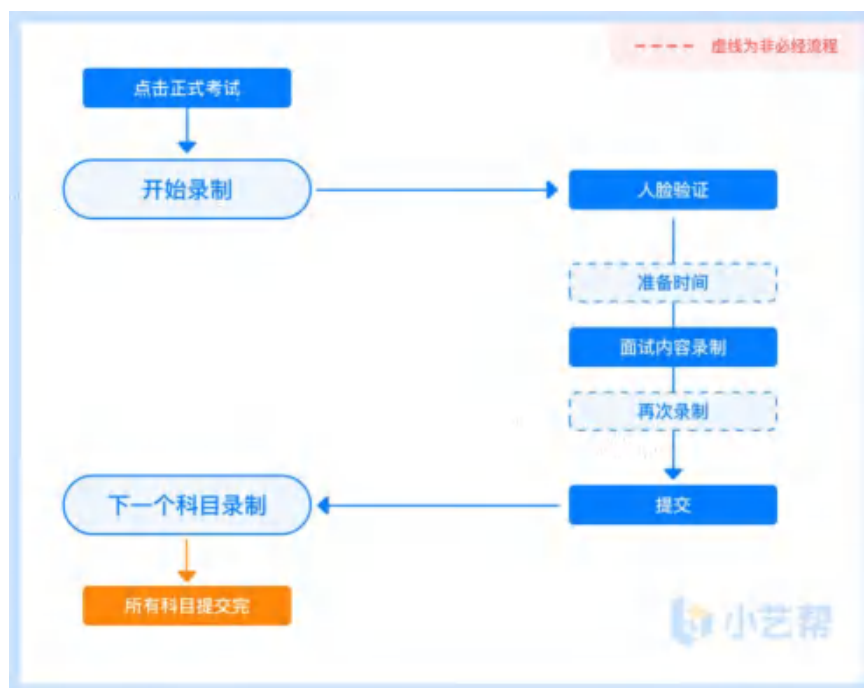 虚线为非必经流程
点击正式考试
开始录制
人脸验证
准备时间
面试内容录制
再次录制
下一个科目录制
提交
所有科目提交完
小艺帮